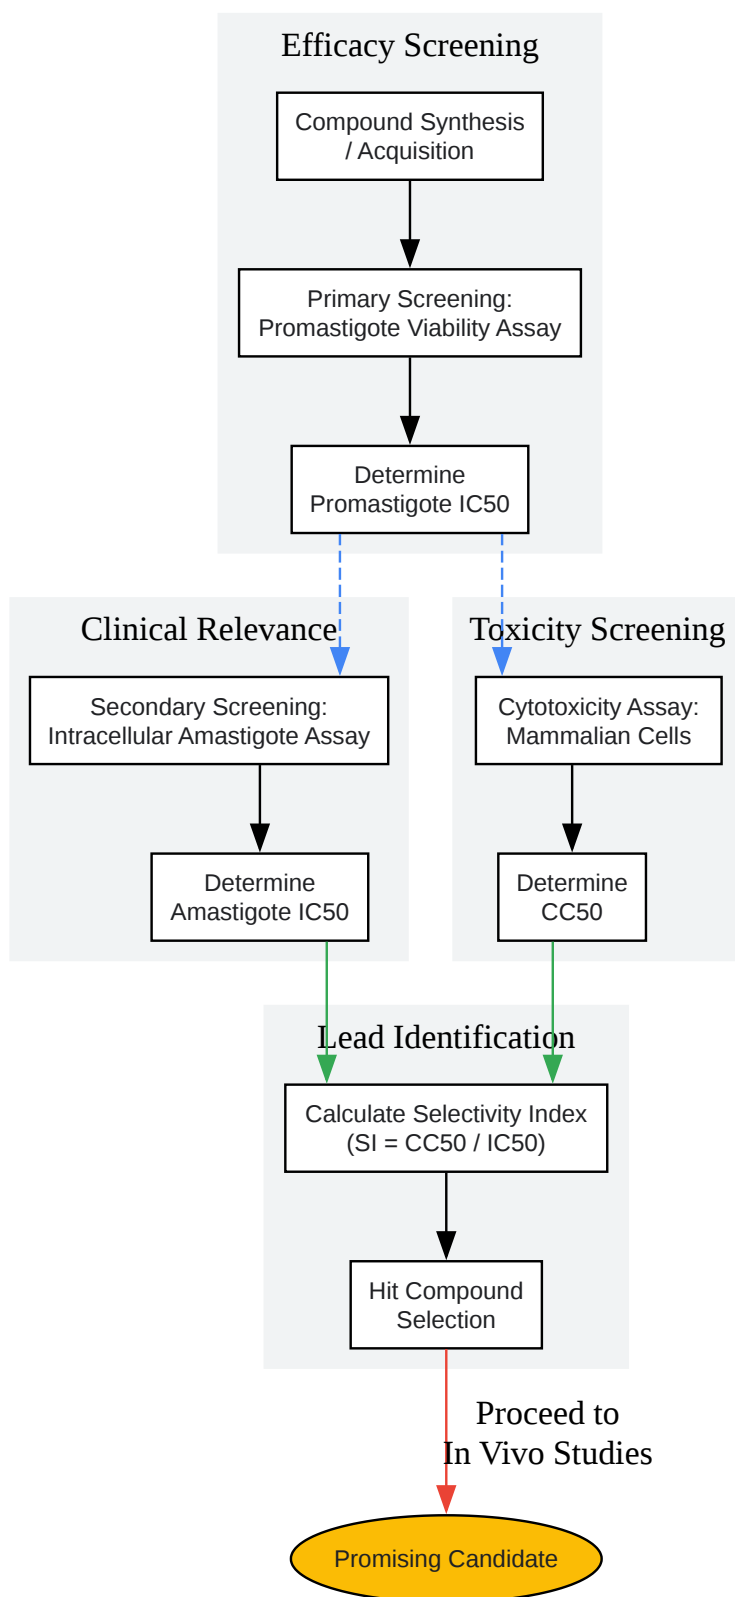 Efficacy Screening
Compound Synthesis
/ Acquisition
Primary Screening:
Promastigote Viability Assay
Determine
Promastigote IC50
Clinical Relevance
Secondary Screening:
Intracellular Amastigote Assay
Determine
Amastigote IC50
Toxicity Screening
Cytotoxicity Assay:
Mammalian Cells
Determine
CC50
Lead Identification
Calculate Selectivity Index
(SI = CC50 / IC50)
Hit Compound
Selection
Proceed to
In Vivo Studies
Promising Candidate